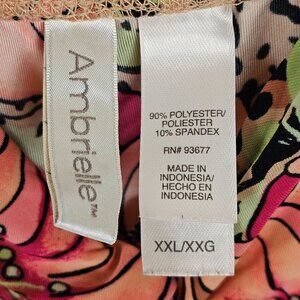 Ambrielle™
90% POLYESTER/
POLIESTER
10% SPANDEX
RN# 93677
MADE IN
INDONESIA/
HECHO EN
INDONESIA
XXL/XXG